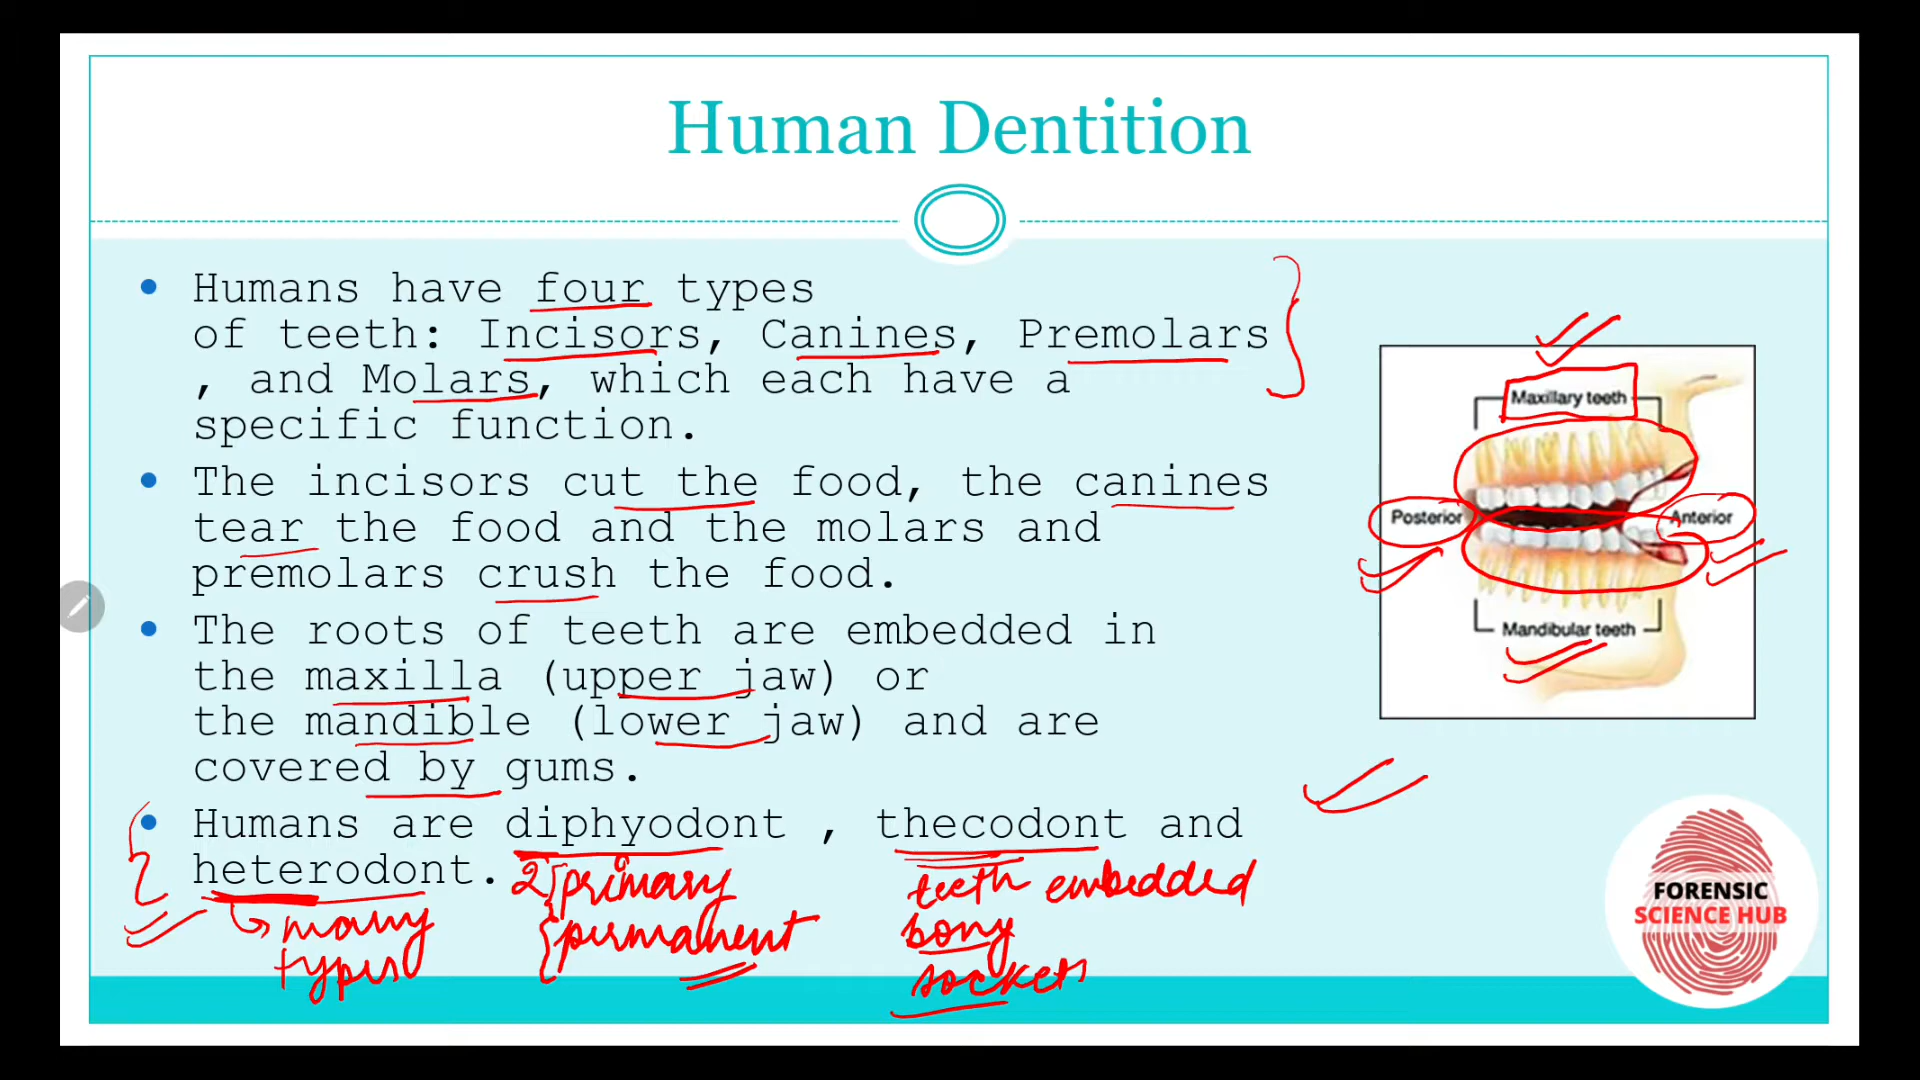 Human Dentition
• Humans have four types
of teeth: Incisors, Canines, Premolars
, and Molars, which each have a
specific function.
• The incisors cut the food, the canines
tear the food and the molars and
premolars crush the food.
• The roots of teeth are embedded in
the maxilla (upper jaw) or
the mandible (lower jaw) and are
covered by gums.
• Humans are diphyodont , thecodont and
heterodont.
many
types
2 primary
permanent
teeth embedded
bony
sockets
Maxillary teeth
Posterior
Anterior
Mandibular teeth
FORENSIC
SCIENCE HUB